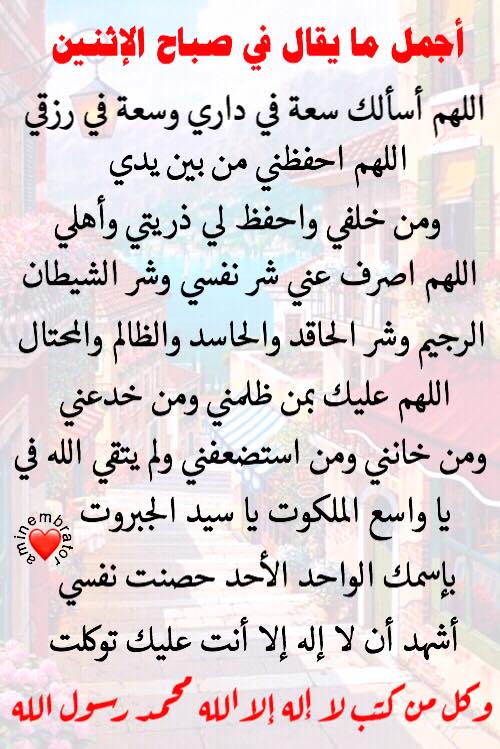 أجمل ما يقال في صباح الإثنين
اللهم أسألك سعة في داري وسعة في رزقي
اللهم احفظني من بين يدي
ومن خلفي واحفظ لي ذريتي وأهلي
اللهم اصرف عني شر نفسي وشر الشيطان
الرجيم وشر الحاقد والحاسد والظالم والمحتال
اللهم عليك بمن ظلمني ومن خدعني
ومن خانني ومن استضعفني ولم يتقي الله في
يا واسع الملكوت يا سيد الجبروت
aminembrator
بإسمك الواحد الأحد حصنت نفسي
أشهد أن لا إله إلا أنت عليك توكلت
وكل من كتب لا إله إلا الله محمد رسول الله